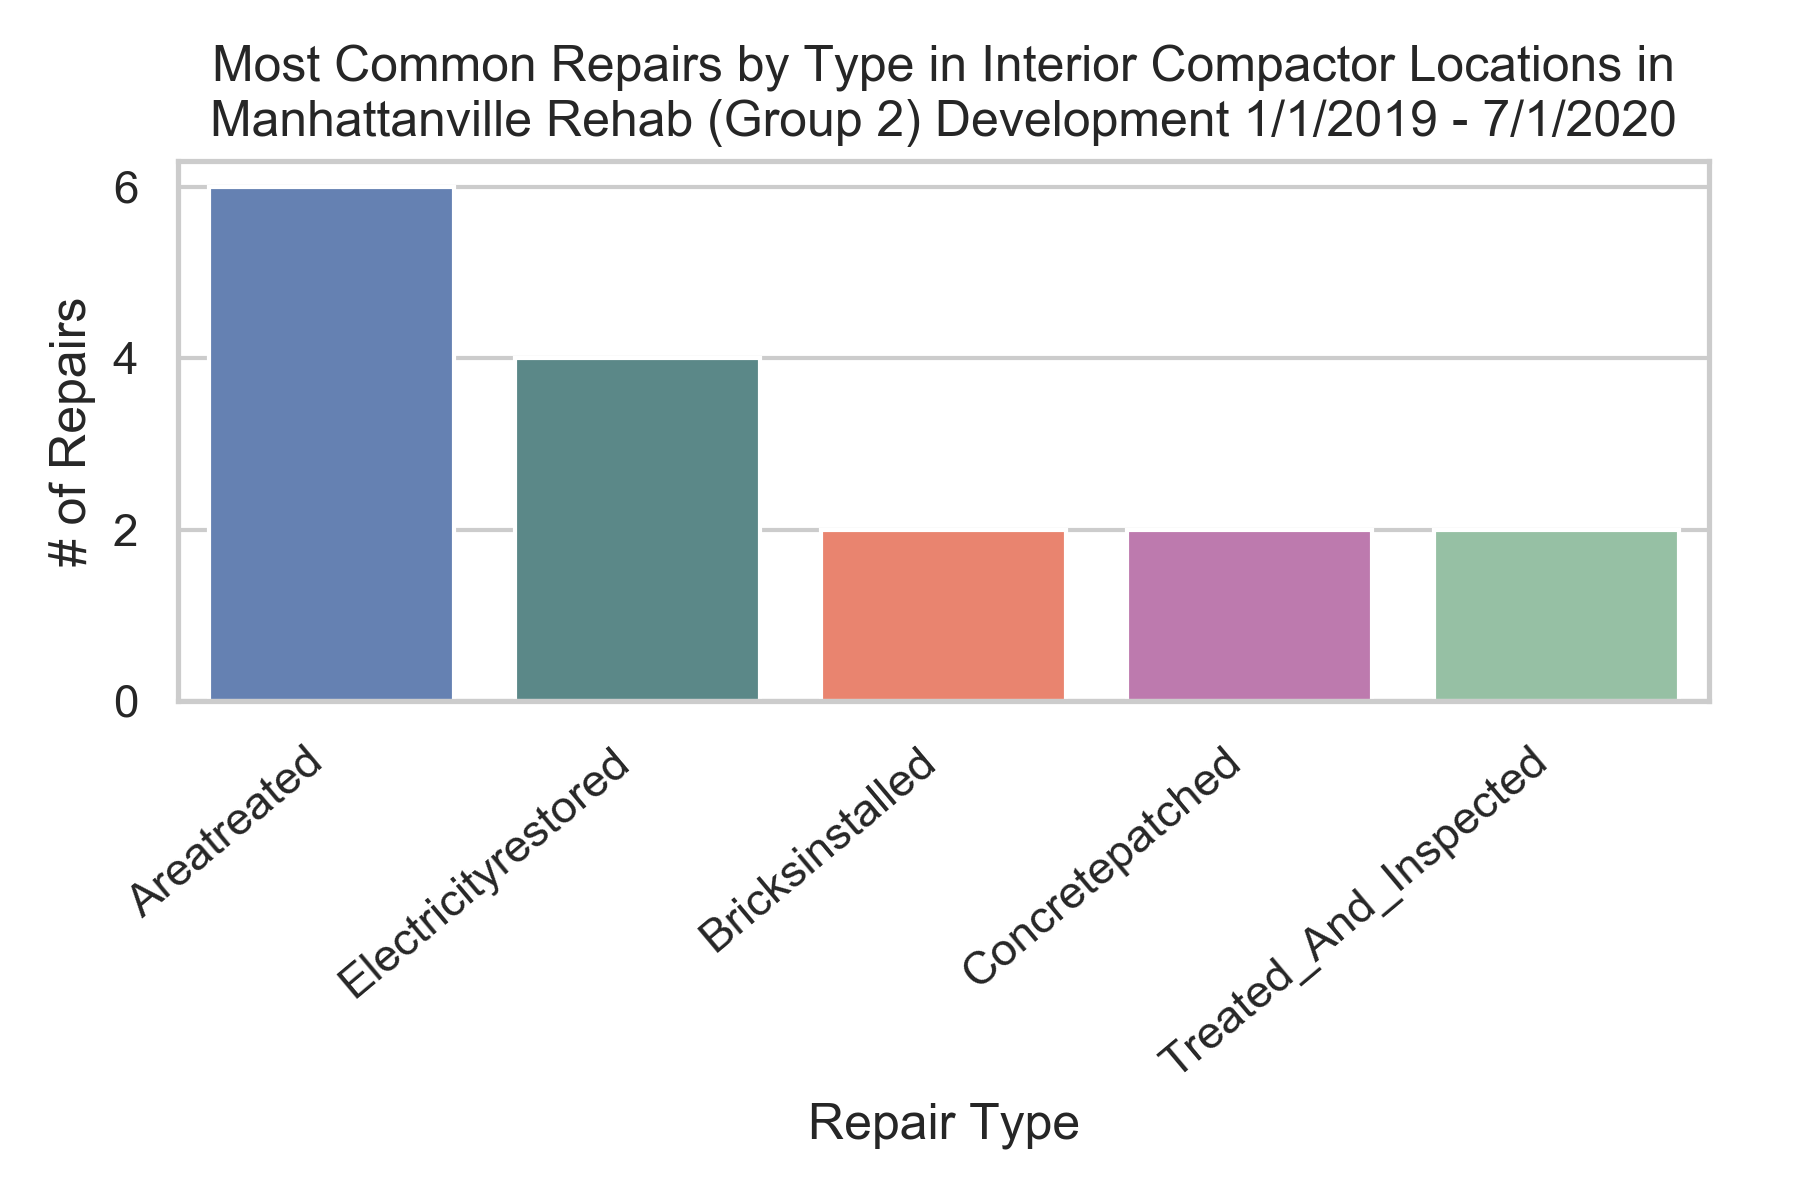 Most Common Repairs by Type in Interior Compactor Locations in
Manhattanville Rehab (Group 2) Development 1/1/2019 - 7/1/2020
# of Repairs
6
4
2
0
Areatreated
Electricityrestored
Bricksinstalled
Concretepatched
Treated_And_Inspected
Repair Type